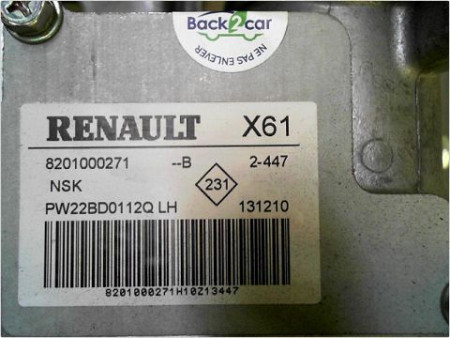 Back2car
NE PAS ENLEVER
RENAULT X61
8201000271 --B 2-447
NSK 231
PW22BD0112Q LH 131210
8201000271H10Z13447